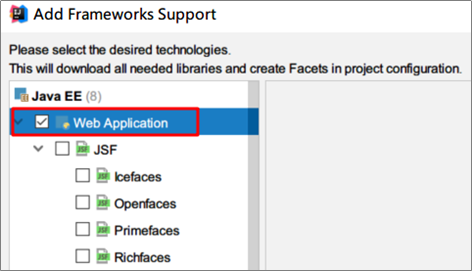 Add Frameworks Support
Please select the desired technologies.
This will download all needed libraries and create Facets in project configuration.
Java EE (8)
Web Application
JSF
Icefaces
Openfaces
Primefaces
Richfaces